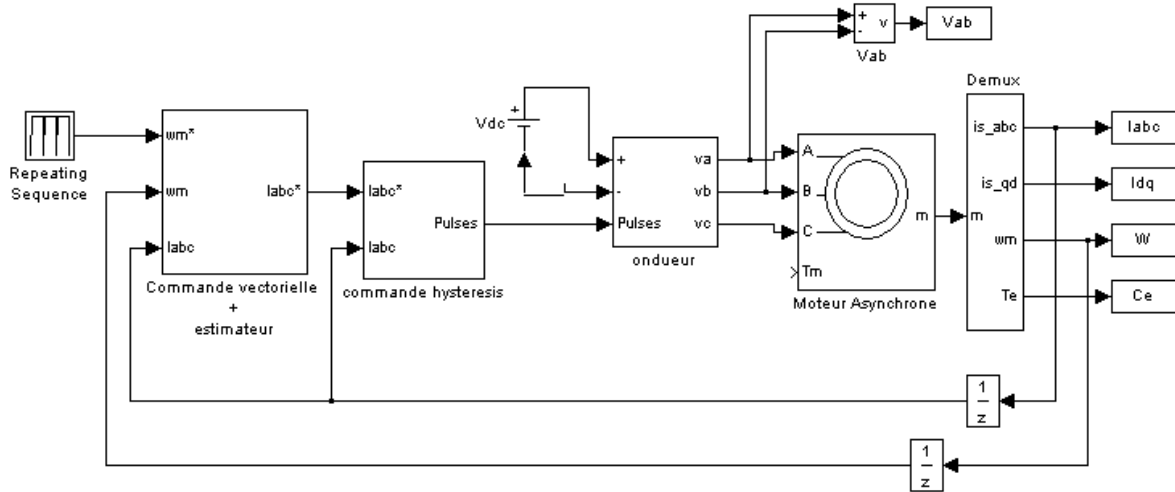 +
-
v
Vab
Vab
Repeating
Sequence
wm*
wm
Iabc
Iabc*
Commande vectorielle
+
estimateur
Iabc*
Iabc
Pulses
commande hysteresis
+
Vdc
+
-
Pulses
va
vb
vc
ondueur
A
B
C
Tm
m
Moteur Asynchrone
Demux
m
is_abc
is_qd
wm
Te
Iabc
Idq
W
Ce
1
z
1
z